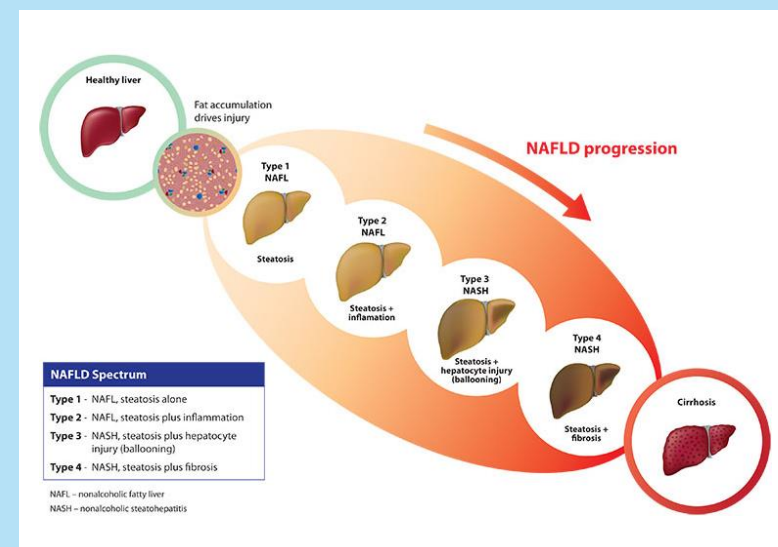 Healthy liver
Fat accumulation
drives injury
NAFLD progression
Type 1
NAFL
Steatosis
Type 2
NAFL
Steatosis +
inflamation
Type 3
NASH
Steatosis +
hepatocyte injury
(ballooning)
Type 4
NASH
Steatosis +
fibrosis
Cirrhosis
NAFLD Spectrum
Type 1 - NAFL, steatosis alone
Type 2 - NAFL, steatosis plus inflammation
Type 3 - NASH, steatosis plus hepatocyte
injury (ballooning)
Type 4 - NASH, steatosis plus fibrosis
NAFL – nonalcoholic fatty liver
NASH – nonalcoholic steatohepatitis